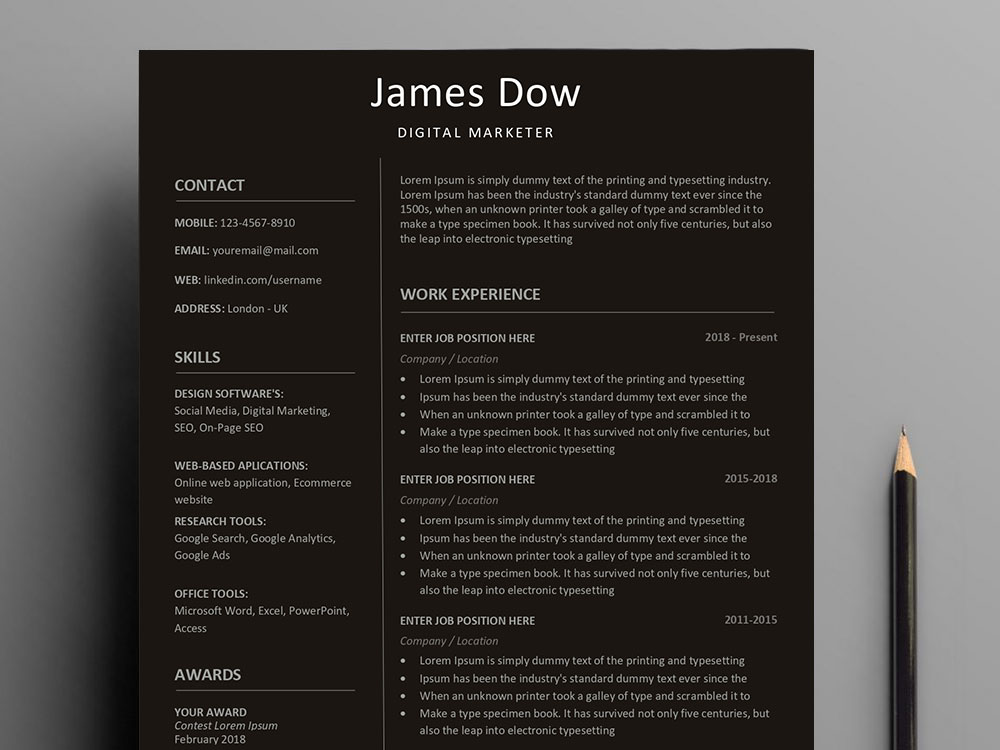 James Dow
DIGITAL MARKETER
CONTACT
MOBILE: 123-4567-8910
EMAIL: youremail@mail.com
WEB: linkedin.com/username
ADDRESS: London - UK
SKILLS
DESIGN SOFTWARE'S:
Social Media, Digital Marketing,
SEO, On-Page SEO
WEB-BASED APLICATIONS:
Online web application, Ecommerce
website
RESEARCH TOOLS:
Google Search, Google Analytics,
Google Ads
OFFICE TOOLS:
Microsoft Word, Excel, PowerPoint,
Access
AWARDS
YOUR AWARD
Contest Lorem Ipsum
February 2018
Lorem Ipsum is simply dummy text of the printing and typesetting industry.
Lorem Ipsum has been the industry's standard dummy text ever since the
1500s, when an unknown printer took a galley of type and scrambled it to
make a type specimen book. It has survived not only five centuries, but also
the leap into electronic typesetting
WORK EXPERIENCE
ENTER JOB POSITION HERE 2018 - Present
Company / Location
• Lorem Ipsum is simply dummy text of the printing and typesetting
• Ipsum has been the industry's standard dummy text ever since the
• When an unknown printer took a galley of type and scrambled it to
• Make a type specimen book. It has survived not only five centuries, but
also the leap into electronic typesetting
ENTER JOB POSITION HERE 2015-2018
Company / Location
• Lorem Ipsum is simply dummy text of the printing and typesetting
• Ipsum has been the industry's standard dummy text ever since the
• When an unknown printer took a galley of type and scrambled it to
• Make a type specimen book. It has survived not only five centuries, but
also the leap into electronic typesetting
ENTER JOB POSITION HERE 2011-2015
Company / Location
• Lorem Ipsum is simply dummy text of the printing and typesetting
• Ipsum has been the industry's standard dummy text ever since the
• When an unknown printer took a galley of type and scrambled it to
• Make a type specimen book. It has survived not only five centuries, but
also the leap into electronic typesetting